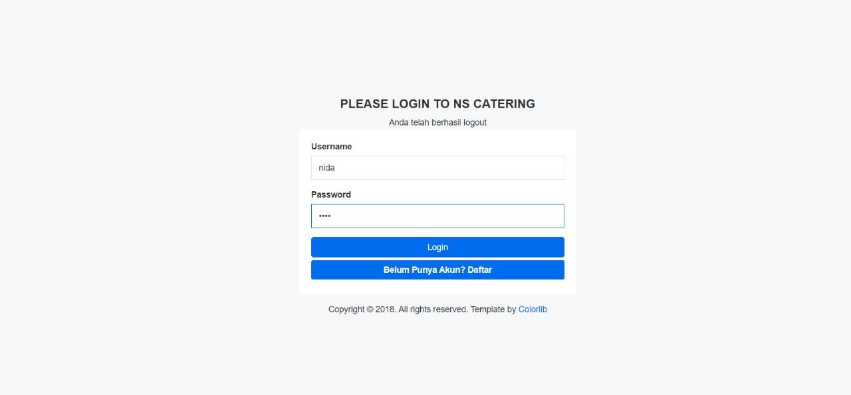 PLEASE LOGIN TO NS CATERING
Anda telah berhasil logout
Username
nida
Password
••••
Login
Belum Punya Akun? Daftar
Copyright © 2018. All rights reserved. Template by Colorlib